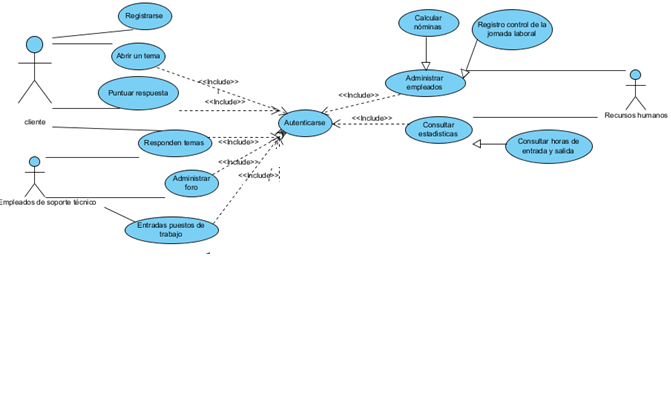 Registrarse
Abrir un tema
Puntuar respuesta
cliente
Responden temas
Administrar
foro
Empleados de soporte técnico
Entradas puestos de
trabajo
<<Include>>
<<Include>>
<<Include>>
<<Include>>
<<Include>>
Autenticarse
<<Include>>
<<Include>>
Calcular
nóminas
Registro control de la
jornada laboral
Administrar
empleados
Consultar
estadisticas
Consultar horas de
entrada y salida
Recursos humanos